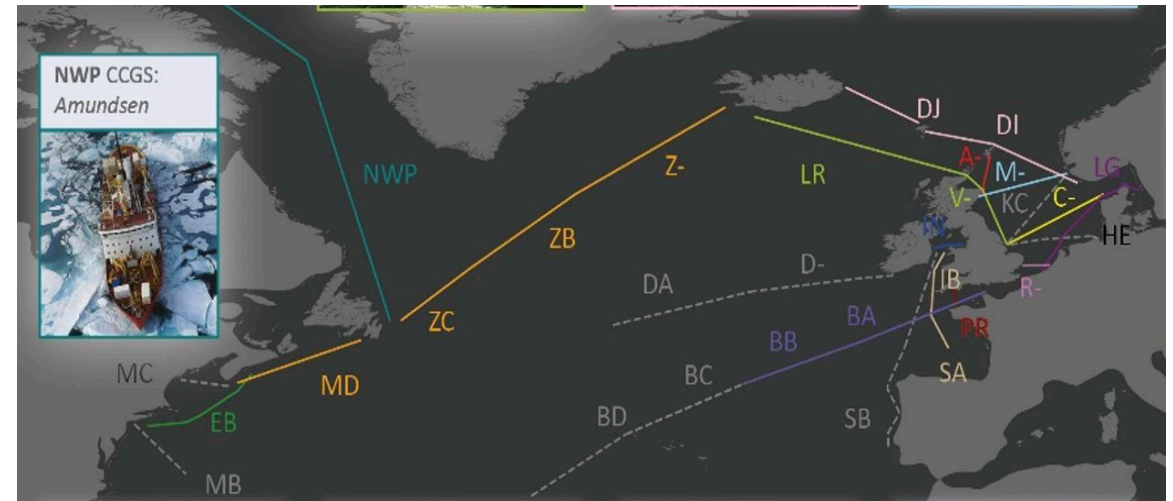 NWP CCGS:
Amundsen
NWP
Z-
ZB
ZC
MD
MC
EB
MB
DJ
DI
A-
M-
LG
LR
V-
KC
C-
IN
HE
D-
DA
IB
R-
BA
PR
BB
SA
BC
BD
SB